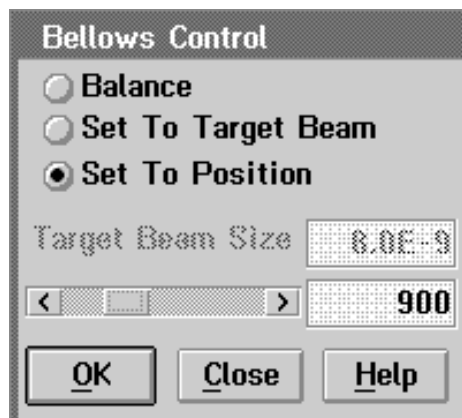 Bellows Control
Balance
Set To Target Beam
Set To Position
Target Beam Size 8.0E-9
900
OK Close Help